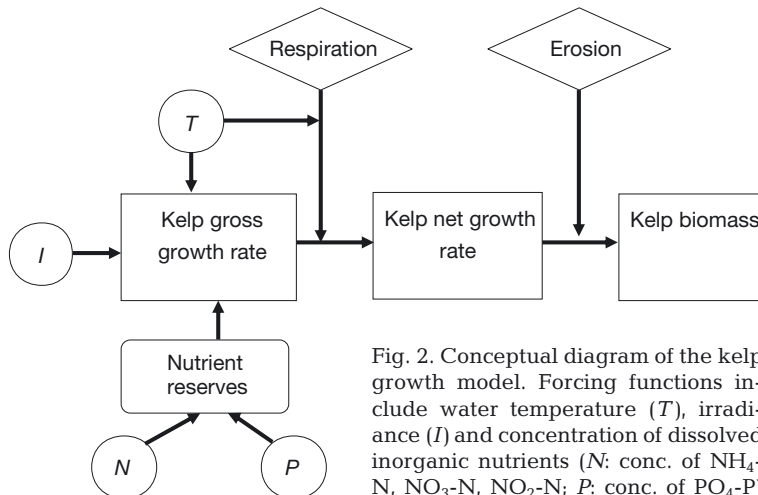 Respiration
Erosion
T
Kelp gross
growth rate
Kelp net growth
rate
Kelp biomass
I
Nutrient
reserves
N
P
Fig. 2. Conceptual diagram of the kelp
growth model. Forcing functions in-
clude water temperature (T), irradi-
ance (I) and concentration of dissolved
inorganic nutrients (N: conc. of NH₄-
N, NO₃-N, NO₂-N; P: conc. of PO₄-P)